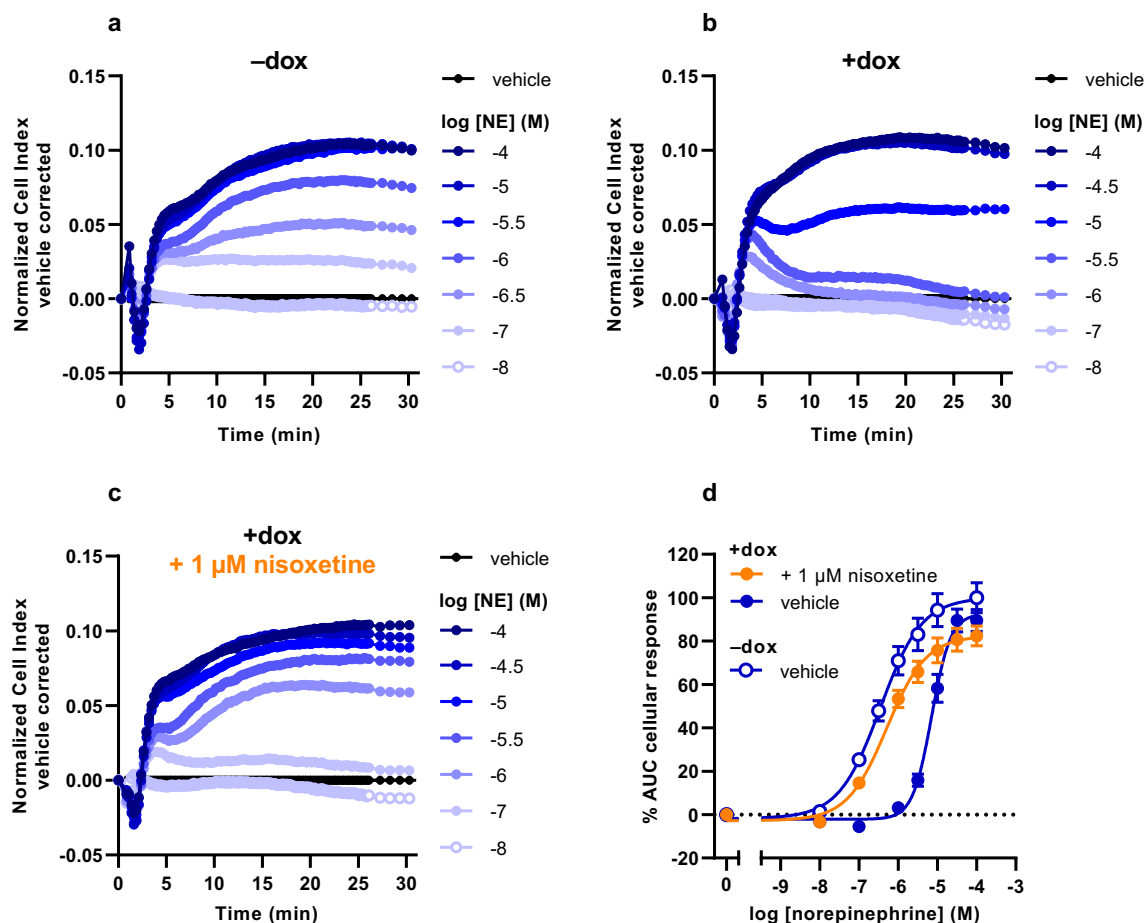 a
–dox
0.15
0.10
0.05
0.00
-0.05
Normalized Cell Index
vehicle corrected
0 5 10 15 20 25 30
Time (min)
vehicle
log [NE] (M)
-4
-5
-5.5
-6
-6.5
-7
-8
b
+dox
0.15
0.10
0.05
0.00
-0.05
Normalized Cell Index
vehicle corrected
0 5 10 15 20 25 30
Time (min)
vehicle
log [NE] (M)
-4
-4.5
-5
-5.5
-6
-7
-8
c
+dox
+ 1 µM nisoxetine
0.15
0.10
0.05
0.00
-0.05
Normalized Cell Index
vehicle corrected
0 5 10 15 20 25 30
Time (min)
vehicle
log [NE] (M)
-4
-4.5
-5
-5.5
-6
-7
-8
d
+dox
+ 1 µM nisoxetine
vehicle
–dox
vehicle
120
100
80
60
40
20
0
-20
% AUC cellular response
0 -9 -8 -7 -6 -5 -4 -3
log [norepinephrine] (M)